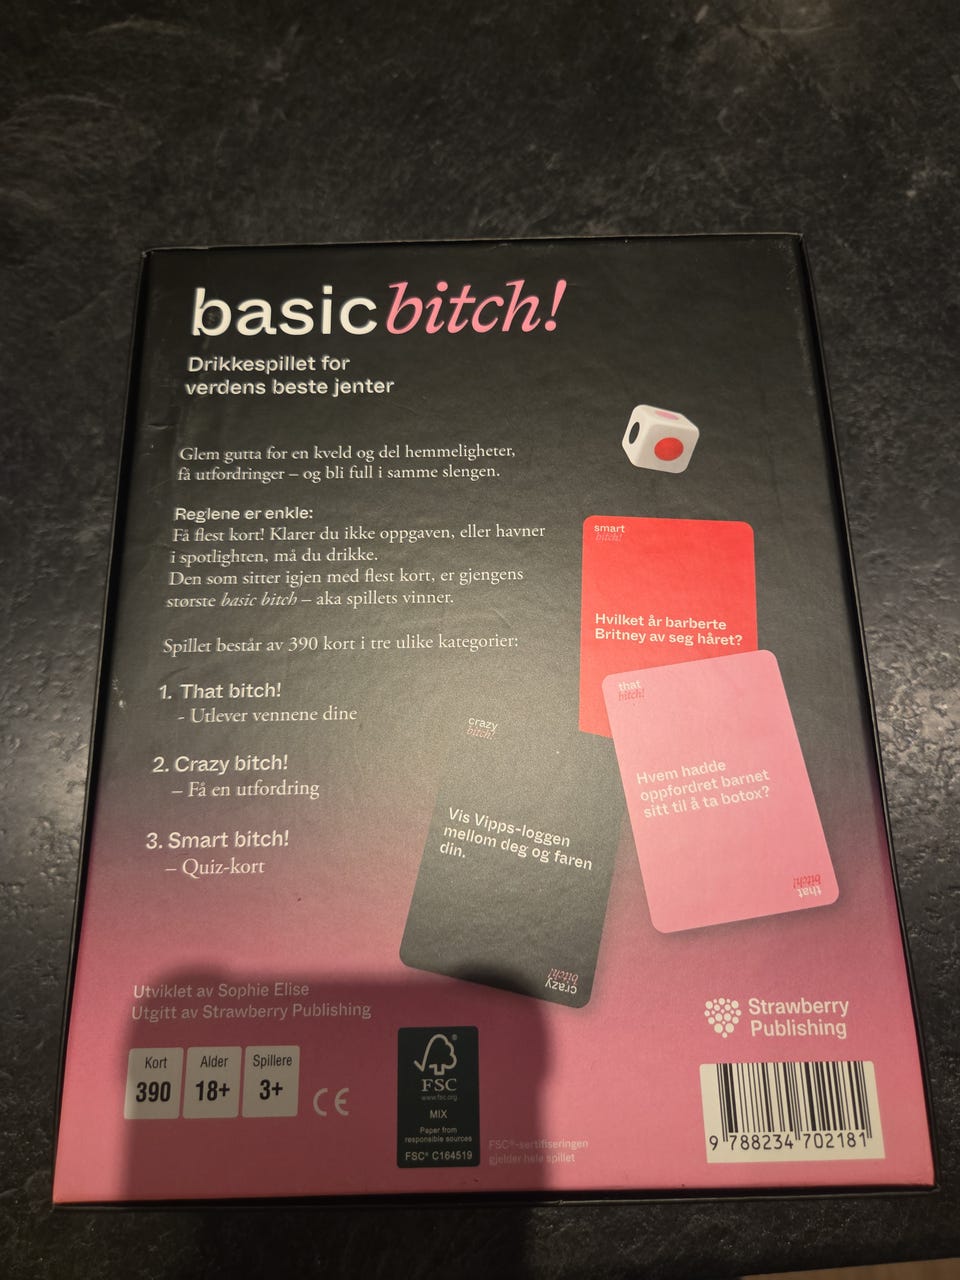 basic bitch!
Drikkespillet for
verdens beste jenter
Glem gutta for en kveld og del hemmeligheter,
få utfordringer – og bli full i samme slengen.
Reglene er enkle:
Få flest kort! Klarer du ikke oppgaven, eller havner
i spotlighten, må du drikke.
Den som sitter igjen med flest kort, er gjengens
største basic bitch – aka spillets vinner.
Spillet består av 390 kort i tre ulike kategorier:
1. That bitch!
- Utlever vennene dine
2. Crazy bitch!
– Få en utfordring
3. Smart bitch!
– Quiz-kort
smart
bitch!
Hvilket år barberte
Britney av seg håret?
that
bitch!
Hvem hadde
oppfordret barnet
sitt til å ta botox?
that
bitch!
crazy
bitch!
Vis Vipps-loggen
mellom deg og faren
din.
crazy
bitch!
Utviklet av Sophie Elise
Utgitt av Strawberry Publishing
Kort
390
Alder
18+
Spillere
3+
CE
FSC
www.fsc.org
MIX
Paper from
responsible sources
FSC® C164519
FSC®-sertifiseringen
gjelder hele spillet
Strawberry
Publishing
9 788234 702181